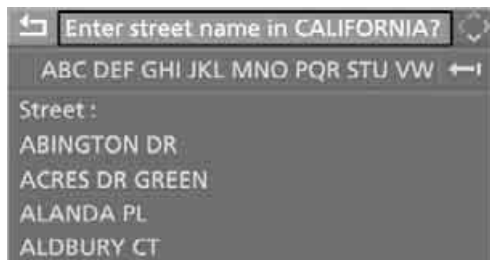 Enter street name in CALIFORNIA?
ABC DEF GHI JKL MNO PQR STU VW
Street :
ABINGTON DR
ACRES DR GREEN
ALANDA PL
ALDBURY CT